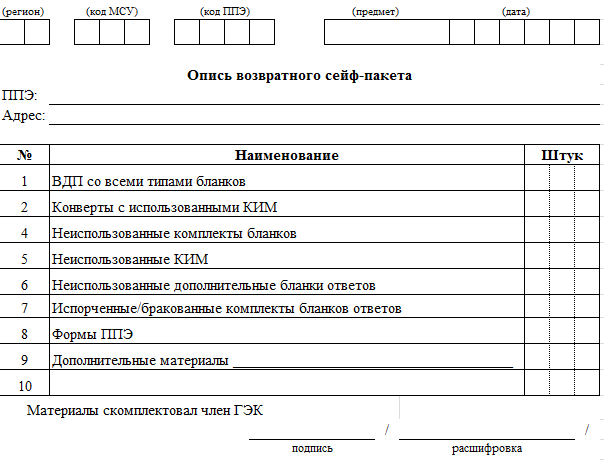 (регион) (код МСУ) (код ППЭ) (предмет) (дата)
Опись возвратного сейф-пакета
ППЭ:
Адрес:
№ Наименование Штук
1 ВДП со всеми типами бланков
2 Конверты с использованными КИМ
4 Неиспользованные комплекты бланков
5 Неиспользованные КИМ
6 Неиспользованные дополнительные бланки ответов
7 Испорченные/бракованные комплекты бланков ответов
8 Формы ППЭ
9 Дополнительные материалы
10
Материалы скомплектовал член ГЭК
/ /
подпись расшифровка